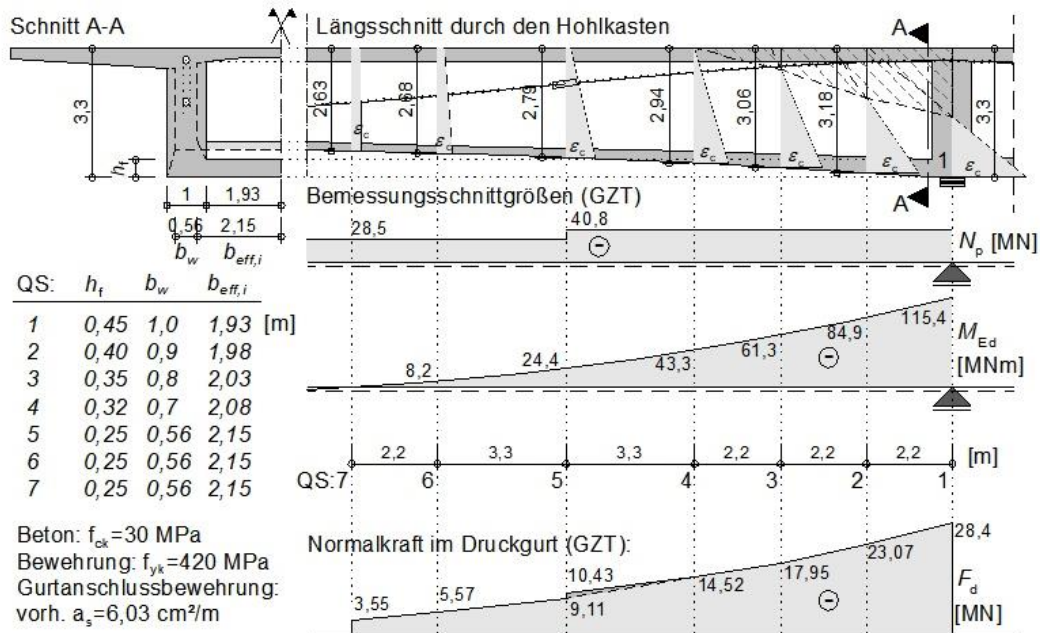 Schnitt A-A
Längsschnitt durch den Hohlkasten
A
3,3
h_f
2,63
2,68
2,79
2,94
3,06
3,18
3,3
ε_c
ε_c
ε_c
ε_c
ε_c
ε_c
ε_c
1
A
1 1,93
0,56 2,15
b_w b_eff,i
Bemessungsschnittgrößen (GZT)
28,5
40,8
N_p [MN]
QS: h_f b_w b_eff,i
1 0,45 1,0 1,93 [m]
2 0,40 0,9 1,98
3 0,35 0,8 2,03
4 0,32 0,7 2,08
5 0,25 0,56 2,15
6 0,25 0,56 2,15
7 0,25 0,56 2,15
8,2
24,4
43,3
61,3
84,9
115,4
M_Ed
[MNm]
2,2 3,3 3,3 2,2 2,2 2,2 [m]
QS:7 6 5 4 3 2 1
Beton: f_ck=30 MPa
Bewehrung: f_yk=420 MPa
Gurtanschlussbewehrung:
vorh. a_s=6,03 cm²/m
Normalkraft im Druckgurt (GZT):
3,55
5,57
10,43
9,11
14,52
17,95
23,07
28,4
F_d
[MN]